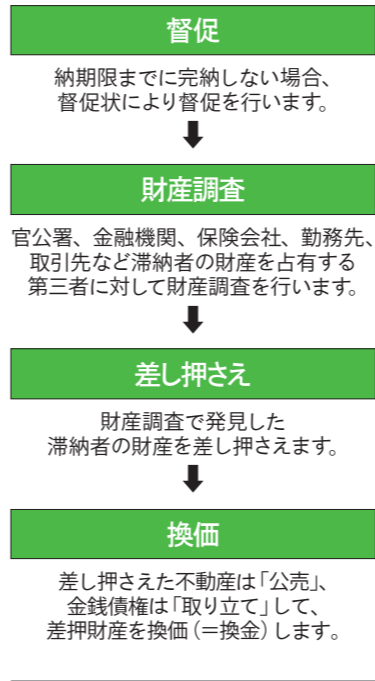 督促
納期限までに完納しない場合、
督促状により督促を行います。
財産調査
官公署、金融機関、保険会社、勤務先、
取引先など滞納者の財産を占有する
第三者に対して財産調査を行います。
差し押さえ
財産調査で発見した
滞納者の財産を差し押さえます。
換価
差し押さえた不動産は「公売」、
金銭債権は「取り立て」して、
差押財産を換価(=換金)します。